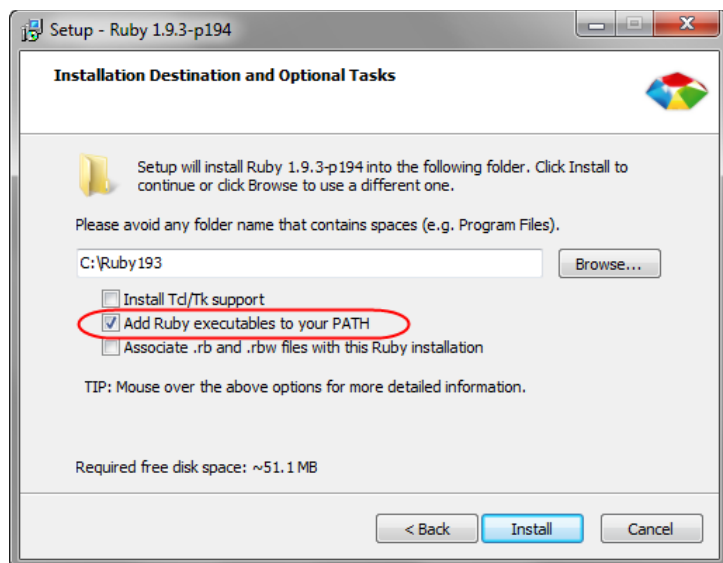 Setup - Ruby 1.9.3-p194
Installation Destination and Optional Tasks
Setup will install Ruby 1.9.3-p194 into the following folder. Click Install to
continue or click Browse to use a different one.
Please avoid any folder name that contains spaces (e.g. Program Files).
C:\Ruby193
Browse...
Install Tcl/Tk support
Add Ruby executables to your PATH
Associate .rb and .rbw files with this Ruby installation
TIP: Mouse over the above options for more detailed information.
Required free disk space: ~51.1 MB
< Back Install Cancel